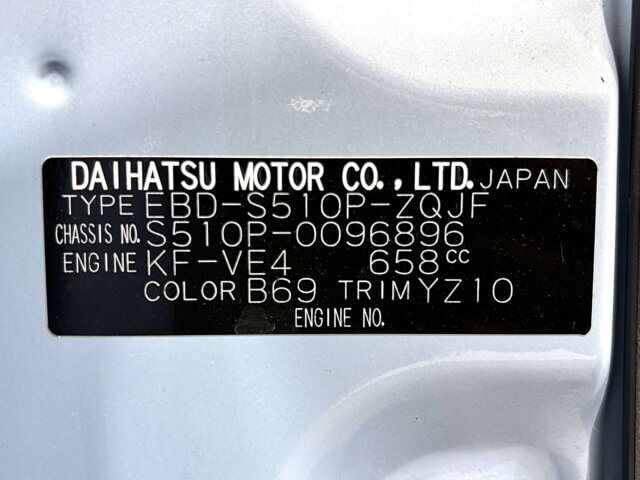 DAIHATSU MOTOR CO., LTD. JAPAN
TYPE EBD-S510P-ZQJF
CHASSIS NO. S510P-0096896
ENGINE KF-VE4 658cc
COLOR B69 TRIM YZ10
ENGINE NO.